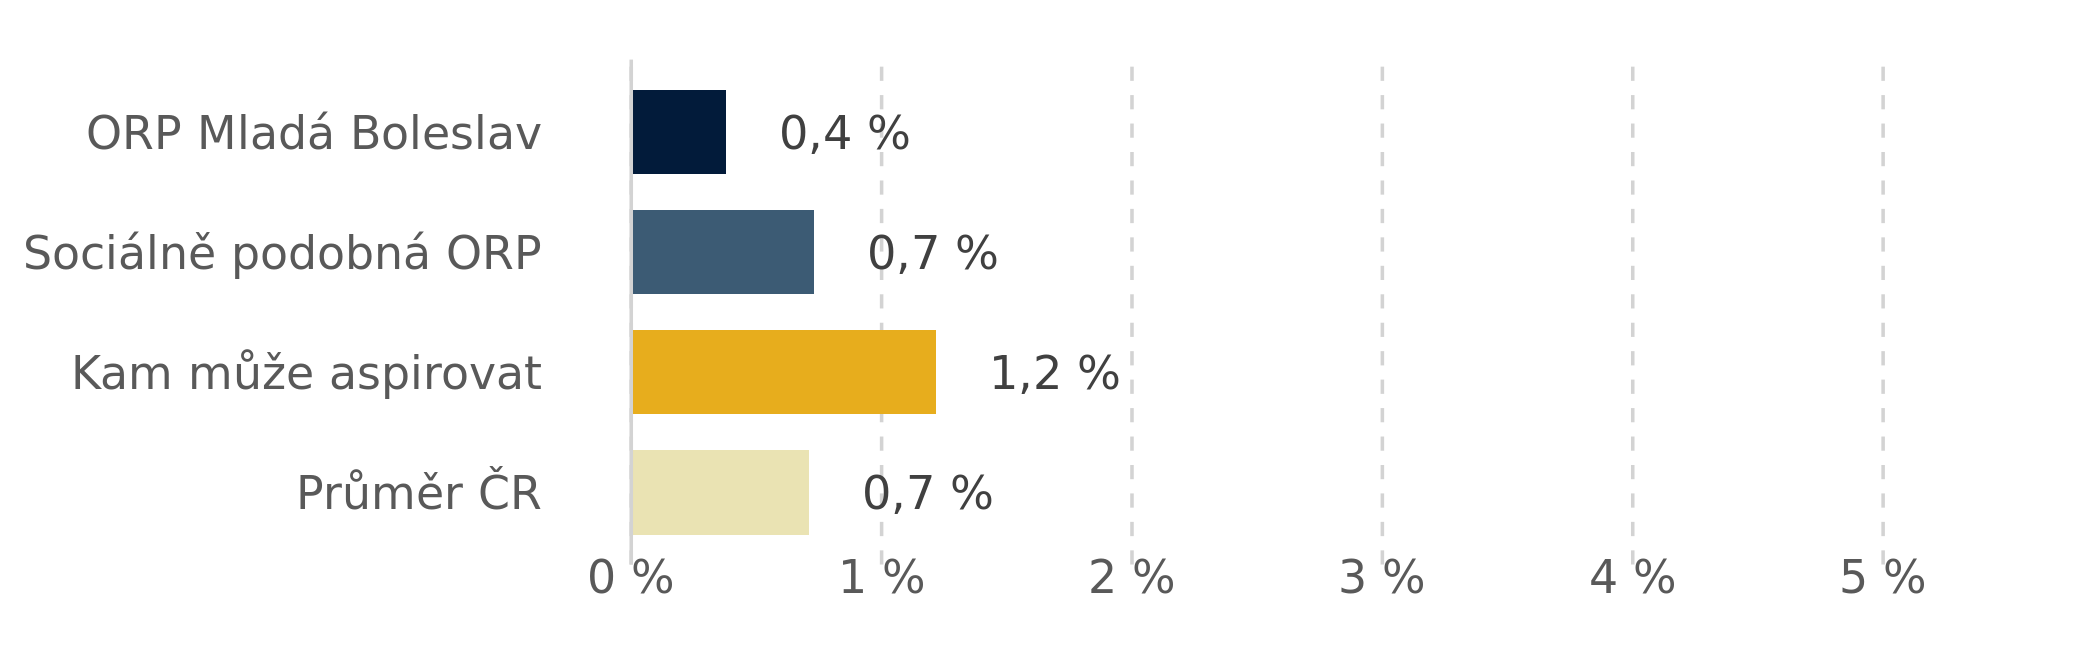 ORP Mladá Boleslav 0,4 %
Sociálně podobná ORP 0,7 %
Kam může aspirovat 1,2 %
Průměr ČR 0,7 %
0 % 1 % 2 % 3 % 4 % 5 %